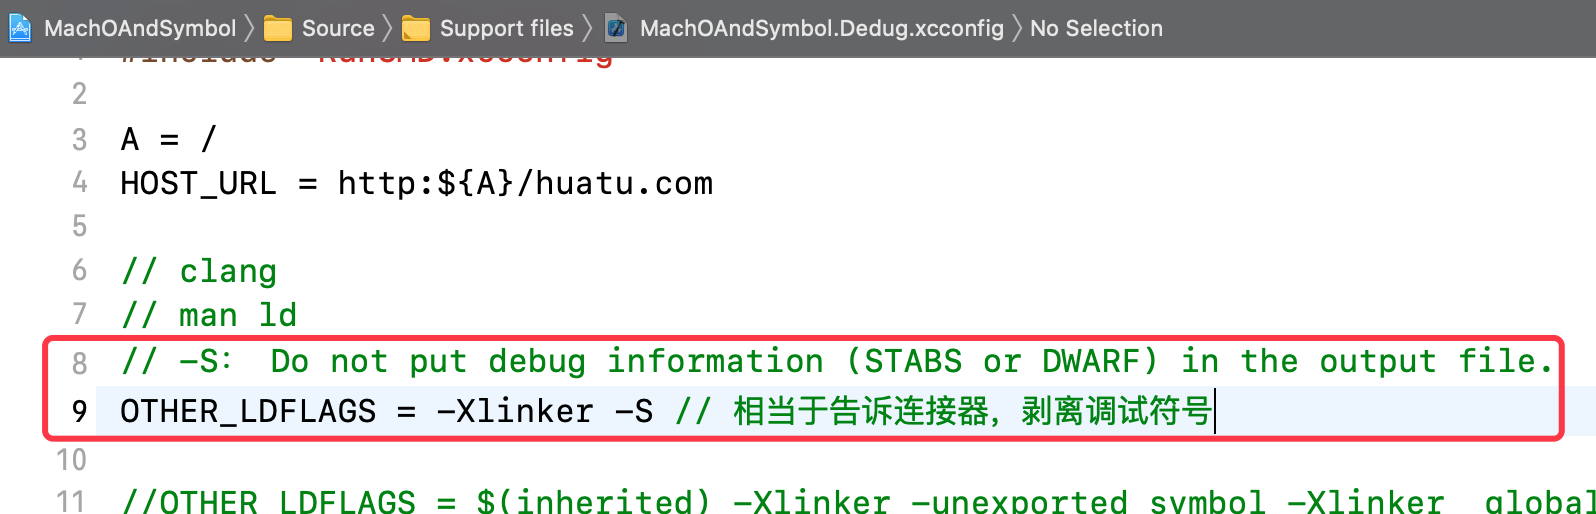 MachOAndSymbol Source Support files MachOAndSymbol.Dedug.xcconfig No Selection
2
3 A = /
4 HOST_URL = http:${A}/huatu.com
5
6 // clang
7 // man ld
8 // -S: Do not put debug information (STABS or DWARF) in the output file.
9 OTHER_LDFLAGS = -Xlinker -S // 相当于告诉连接器，剥离调试符号
10
11 //OTHER_LDFLAGS = $(inherited) -Xlinker -unexported_symbol -Xlinker _global